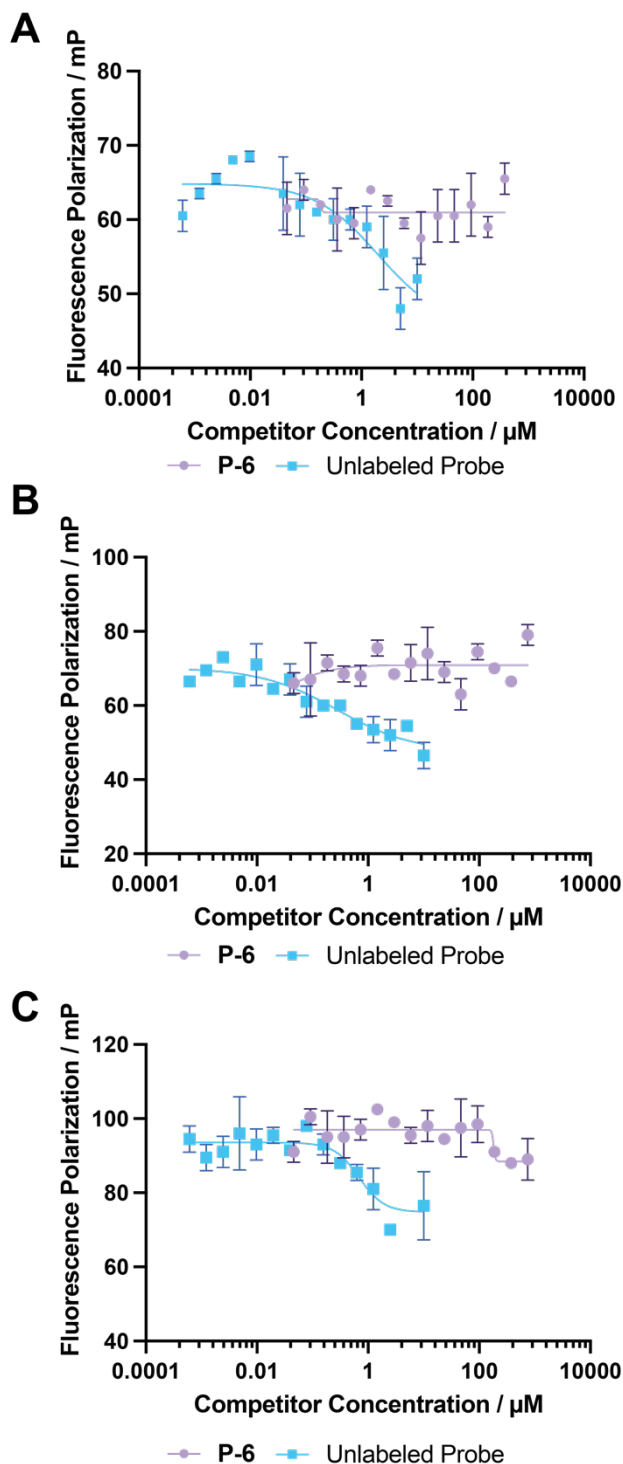 A
Fluorescence Polarization / mP
80
70
60
50
40
0.0001 0.01 1 100 10000
Competitor Concentration / µM
P-6 Unlabeled Probe
B
Fluorescence Polarization / mP
100
80
60
40
20
0.0001 0.01 1 100 10000
Competitor Concentration / µM
P-6 Unlabeled Probe
C
Fluorescence Polarization / mP
120
100
80
60
40
0.0001 0.01 1 100 10000
Competitor Concentration / µM
P-6 Unlabeled Probe